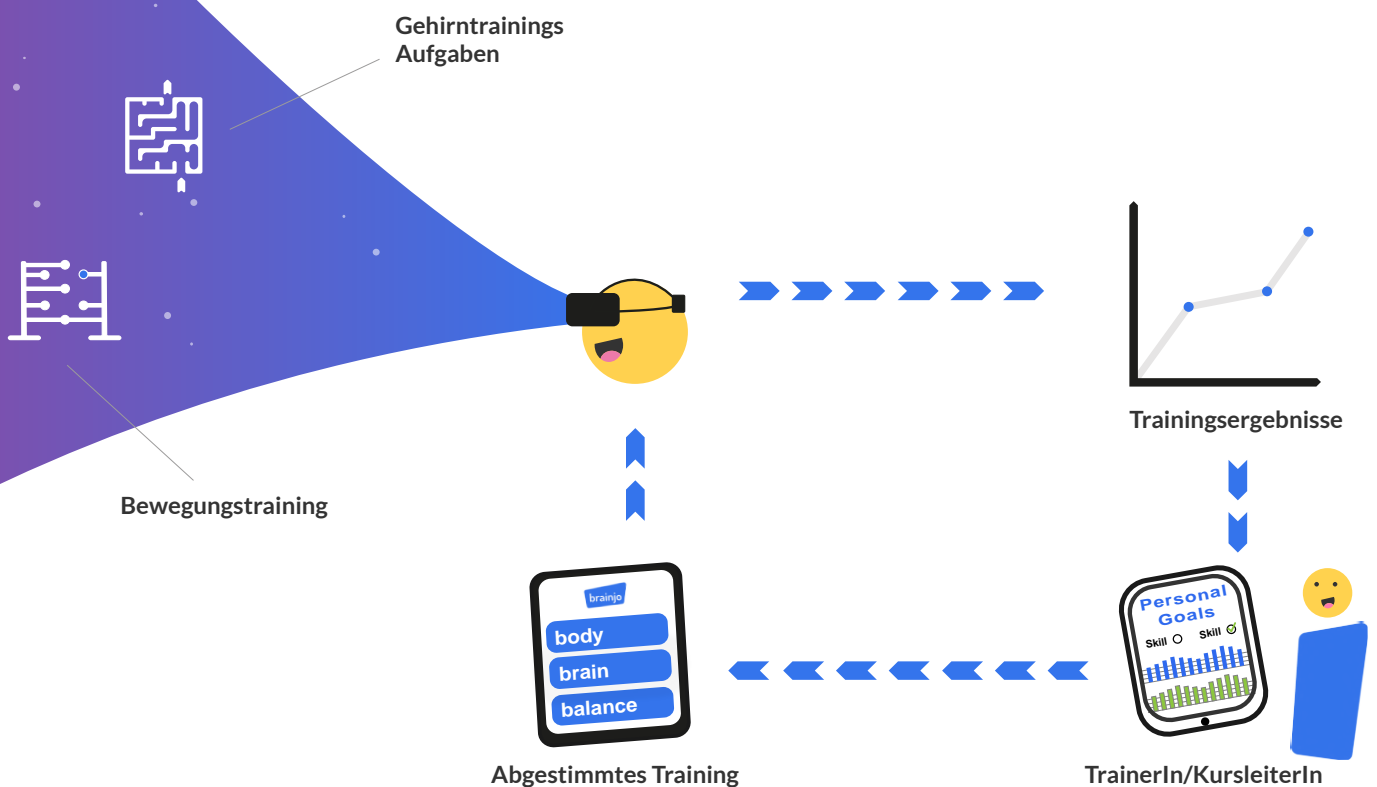 Gehirntrainings
Aufgaben
Bewegungstraining
Trainingsergebnisse
brainjo
body
brain
balance
Abgestimmtes Training
Personal
Goals
Skill Skill
TrainerIn/KursleiterIn